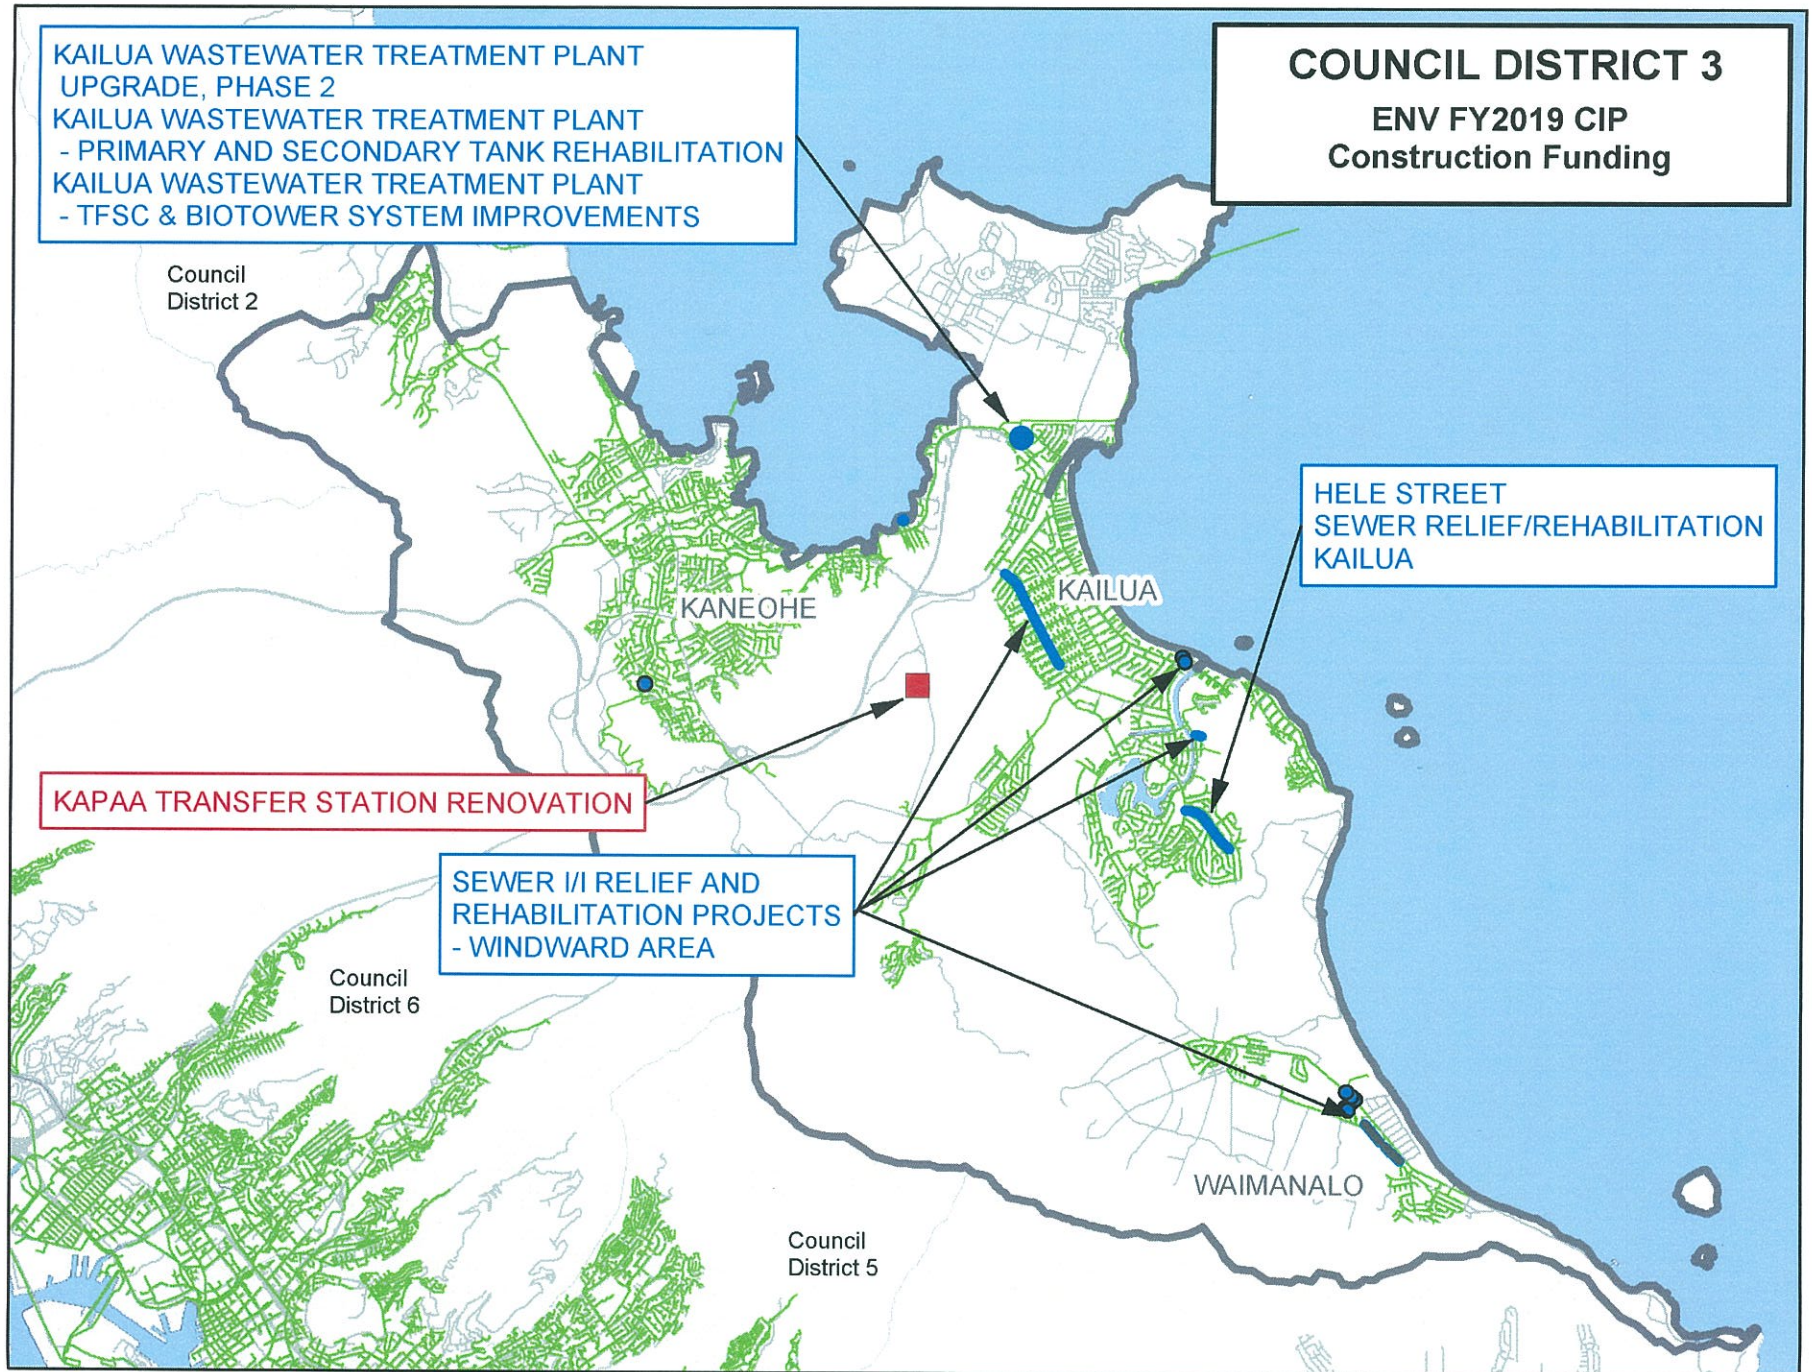 KAILUA WASTEWATER TREATMENT PLANT
UPGRADE, PHASE 2
KAILUA WASTEWATER TREATMENT PLANT
- PRIMARY AND SECONDARY TANK REHABILITATION
KAILUA WASTEWATER TREATMENT PLANT
- TFSC & BIOTOWER SYSTEM IMPROVEMENTS
COUNCIL DISTRICT 3
ENV FY2019 CIP
Construction Funding
Council
District 2
HELE STREET
SEWER RELIEF/REHABILITATION
KAILUA
KAILUA
KANEOHE
KAPAA TRANSFER STATION RENOVATION
SEWER I/I RELIEF AND
REHABILITATION PROJECTS
- WINDWARD AREA
Council
District 6
WAIMANALO
Council
District 5